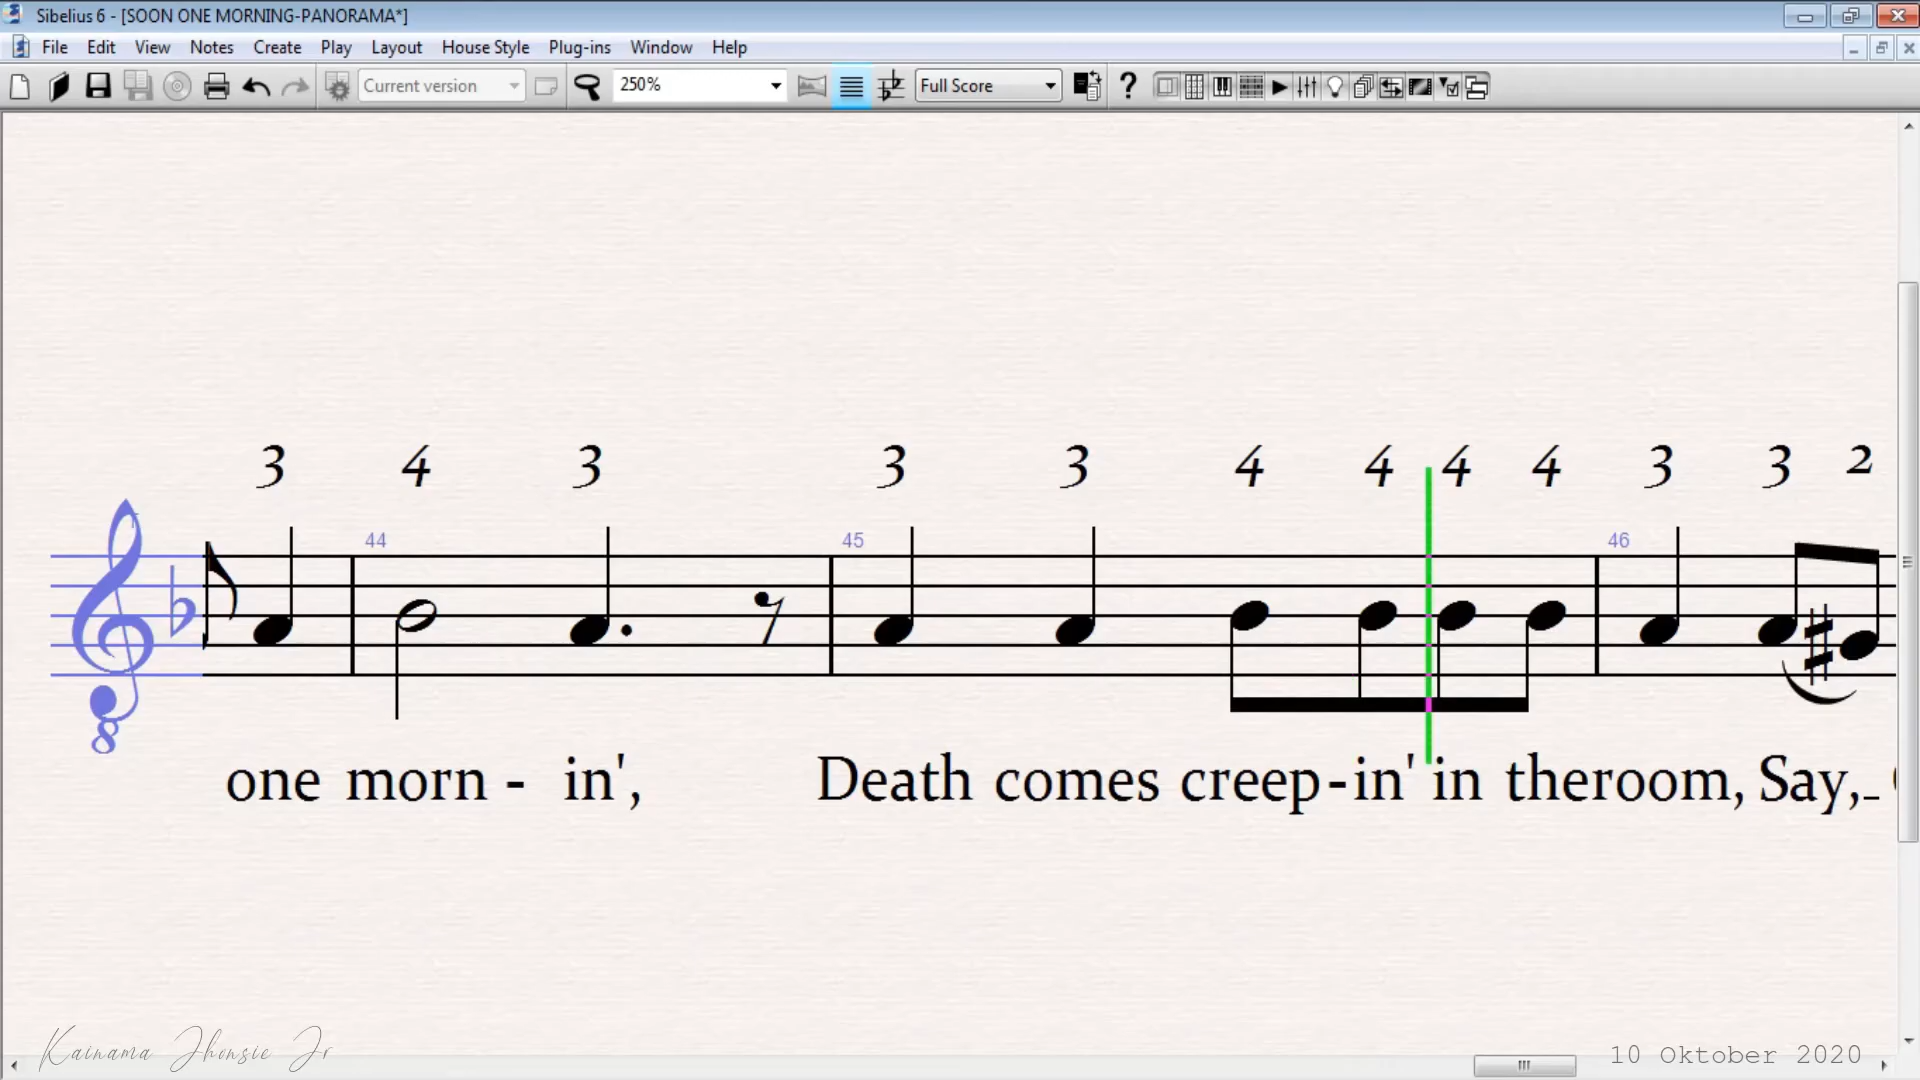 Sibelius 6 - [SOON ONE MORNING-PANORAMA*]
File Edit View Notes Create Play Layout House Style Plug-ins Window Help
Current version 250% Full Score
3 4 3 3 3 4 4 4 4 3 3 2
44 45 46
8
one morn - in', Death comes creep-in' in theroom, Say,_
Kainama Jhonsie Jr
10 Oktober 2020